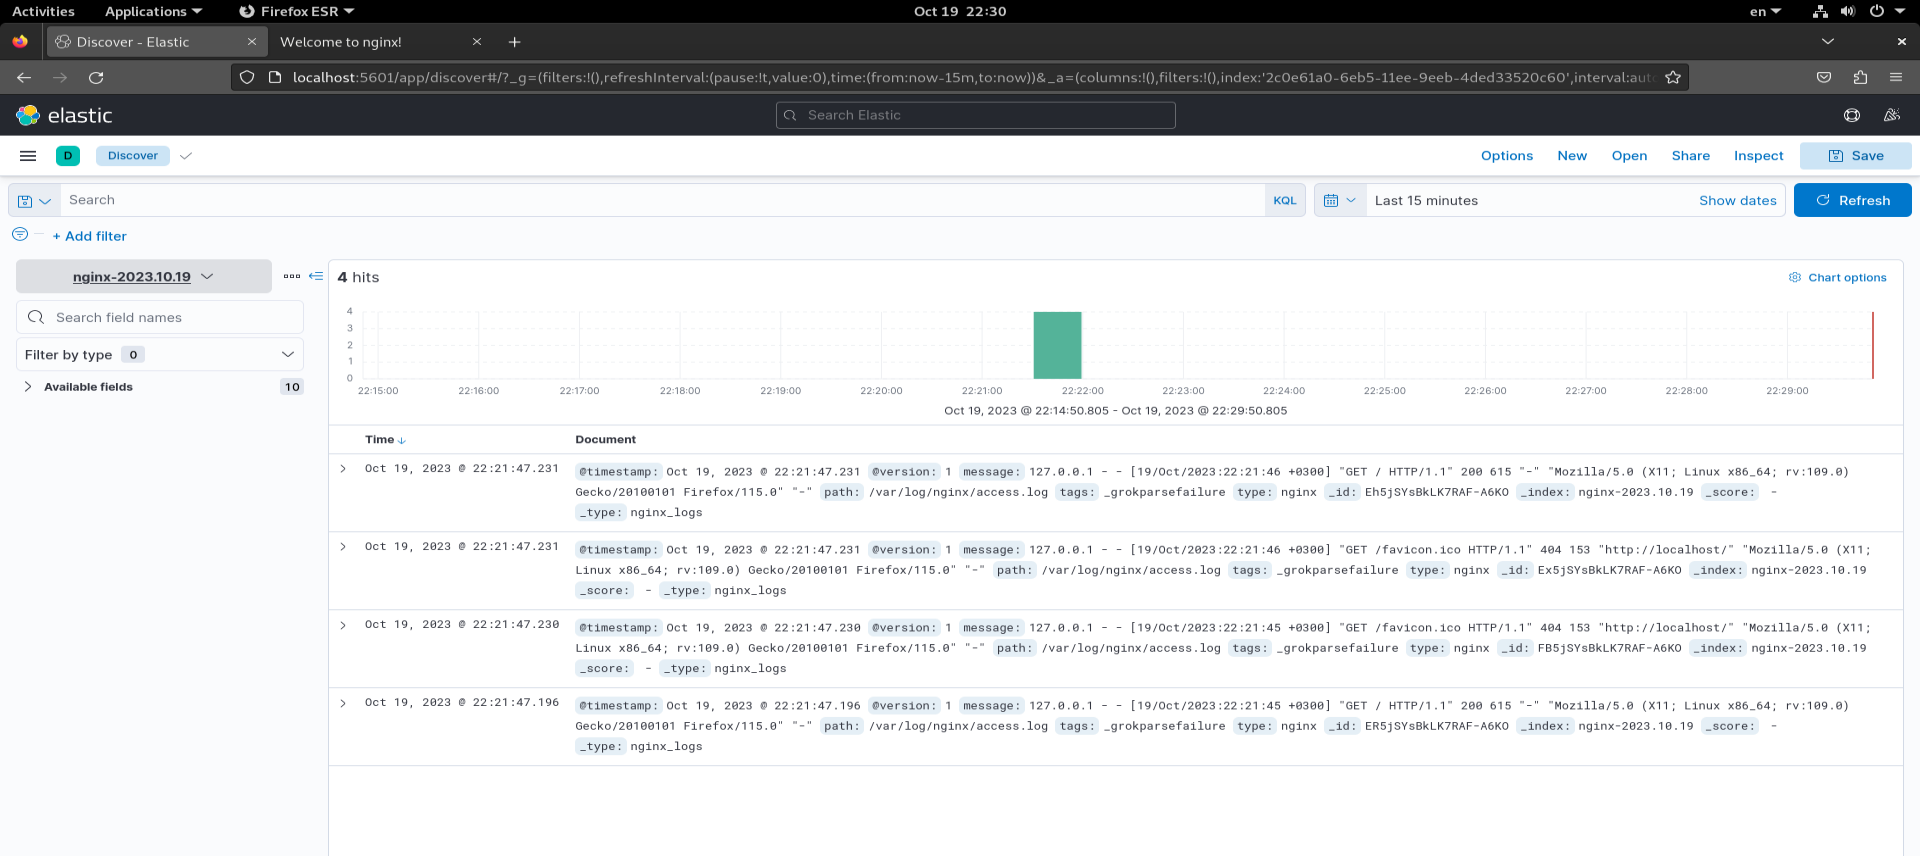 Activities Applications Firefox ESR Oct 19 22:30 en
Discover - Elastic Welcome to nginx!
localhost:5601/app/discover#/?_g=(filters:!(),refreshInterval:(pause:!t,value:0),time:(from:now-15m,to:now))&_a=(columns:!(),filters:!(),index:'2c0e61a0-6eb5-11ee-9eeb-4ded33520c60',interval:aut
elastic Search Elastic
D Discover Options New Open Share Inspect Save
Search KQL Last 15 minutes Show dates Refresh
+ Add filter
nginx-2023.10.19 4 hits Chart options
Search field names
Filter by type 0
Available fields 10
4
3
2
1
0
22:15:00 22:16:00 22:17:00 22:18:00 22:19:00 22:20:00 22:21:00 22:22:00 22:23:00 22:24:00 22:25:00 22:26:00 22:27:00 22:28:00 22:29:00
Oct 19, 2023 @ 22:14:50.805 - Oct 19, 2023 @ 22:29:50.805
Time Document
Oct 19, 2023 @ 22:21:47.231 @timestamp: Oct 19, 2023 @ 22:21:47.231 @version: 1 message: 127.0.0.1 - - [19/Oct/2023:22:21:46 +0300] "GET / HTTP/1.1" 200 615 "-" "Mozilla/5.0 (X11; Linux x86_64; rv:109.0)
Gecko/20100101 Firefox/115.0" "-" path: /var/log/nginx/access.log tags: _grokparsefailure type: nginx _id: Eh5jSYsBkLK7RAF-A6KO _index: nginx-2023.10.19 _score: -
_type: nginx_logs
Oct 19, 2023 @ 22:21:47.231 @timestamp: Oct 19, 2023 @ 22:21:47.231 @version: 1 message: 127.0.0.1 - - [19/Oct/2023:22:21:46 +0300] "GET /favicon.ico HTTP/1.1" 404 153 "http://localhost/" "Mozilla/5.0 (X11;
Linux x86_64; rv:109.0) Gecko/20100101 Firefox/115.0" "-" path: /var/log/nginx/access.log tags: _grokparsefailure type: nginx _id: Ex5jSYsBkLK7RAF-A6KO _index: nginx-2023.10.19
_score: - _type: nginx_logs
Oct 19, 2023 @ 22:21:47.230 @timestamp: Oct 19, 2023 @ 22:21:47.230 @version: 1 message: 127.0.0.1 - - [19/Oct/2023:22:21:45 +0300] "GET /favicon.ico HTTP/1.1" 404 153 "http://localhost/" "Mozilla/5.0 (X11;
Linux x86_64; rv:109.0) Gecko/20100101 Firefox/115.0" "-" path: /var/log/nginx/access.log tags: _grokparsefailure type: nginx _id: FB5jSYsBkLK7RAF-A6KO _index: nginx-2023.10.19
_score: - _type: nginx_logs
Oct 19, 2023 @ 22:21:47.196 @timestamp: Oct 19, 2023 @ 22:21:47.196 @version: 1 message: 127.0.0.1 - - [19/Oct/2023:22:21:45 +0300] "GET / HTTP/1.1" 200 615 "-" "Mozilla/5.0 (X11; Linux x86_64; rv:109.0)
Gecko/20100101 Firefox/115.0" "-" path: /var/log/nginx/access.log tags: _grokparsefailure type: nginx _id: ER5jSYsBkLK7RAF-A6KO _index: nginx-2023.10.19 _score: -
_type: nginx_logs